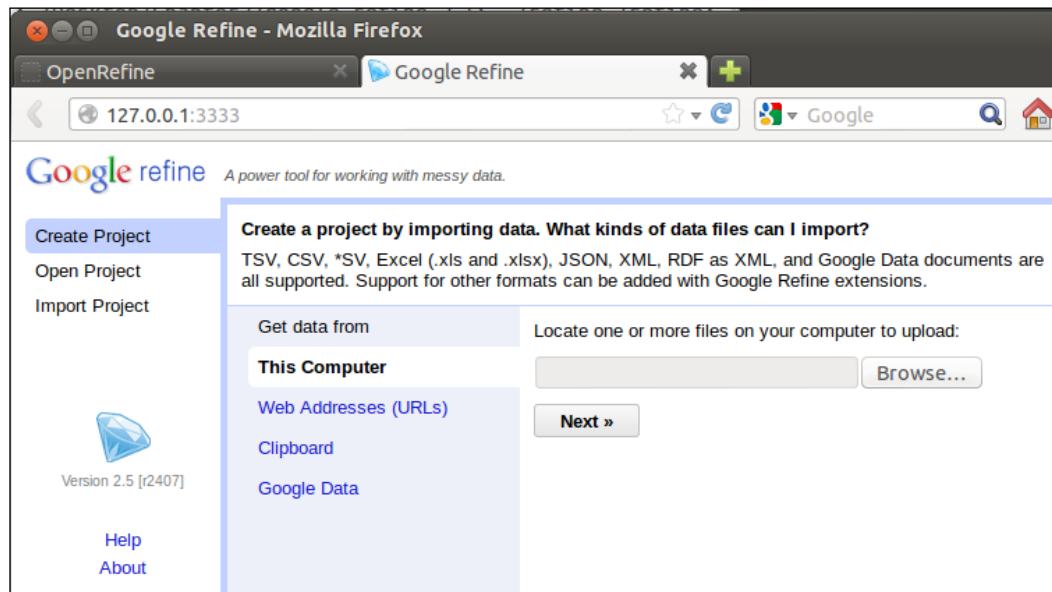 Google Refine - Mozilla Firefox
OpenRefine
Google Refine
127.0.0.1:3333
Google
Google refine A power tool for working with messy data.
Create Project
Open Project
Import Project
Version 2.5 [r2407]
Help
About
Create a project by importing data. What kinds of data files can I import?
TSV, CSV, *SV, Excel (.xls and .xlsx), JSON, XML, RDF as XML, and Google Data documents are
all supported. Support for other formats can be added with Google Refine extensions.
Get data from
This Computer
Web Addresses (URLs)
Clipboard
Google Data
Locate one or more files on your computer to upload:
Browse...
Next »